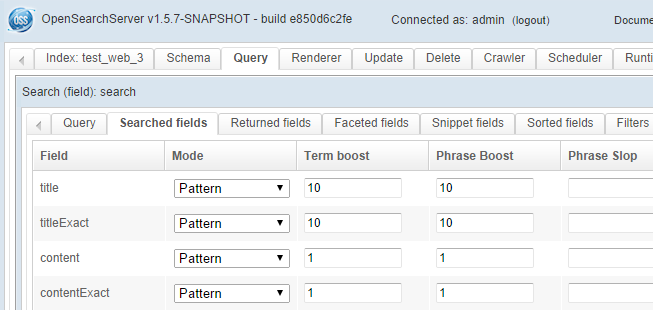 OSS OpenSearchServer v1.5.7-SNAPSHOT - build e850d6c2fe Connected as: admin (logout) Docume
Index: test_web_3 Schema Query Renderer Update Delete Crawler Scheduler Runti
Search (field): search
Query Searched fields Returned fields Faceted fields Snippet fields Sorted fields Filters
Field Mode Term boost Phrase Boost Phrase Slop
title Pattern 10 10
titleExact Pattern 10 10
content Pattern 1 1
contentExact Pattern 1 1